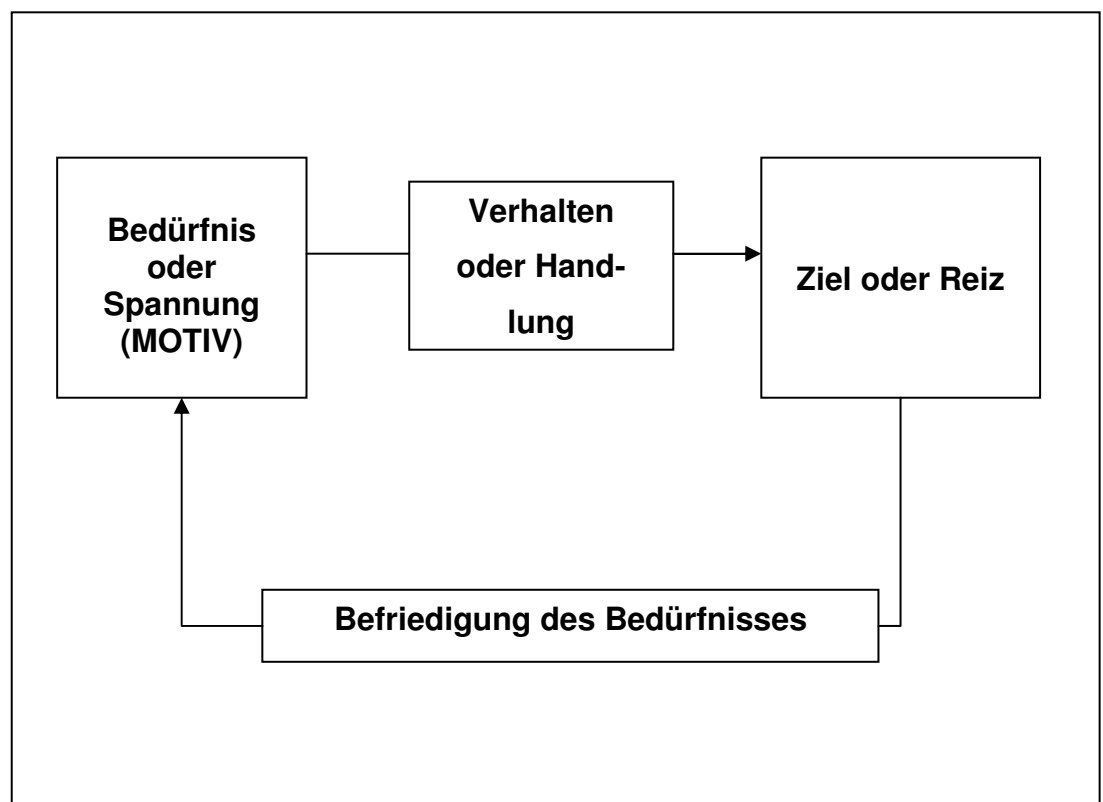 Bedürfnis
oder
Spannung
(MOTIV)
Verhalten
oder Hand-
lung
Ziel oder Reiz
Befriedigung des Bedürfnisses